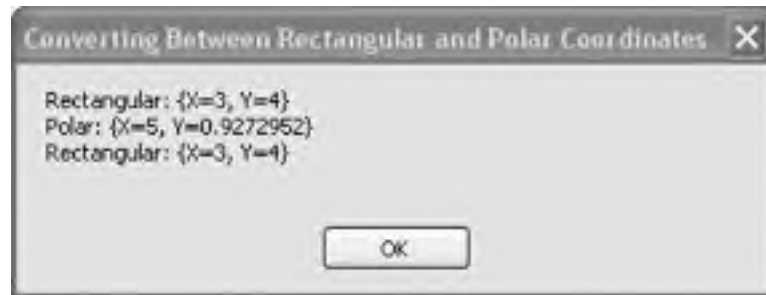 Converting Between Rectangular and Polar Coordinates
Rectangular: {X=3, Y=4}
Polar: {X=5, Y=0.9272952}
Rectangular: {X=3, Y=4}
OK